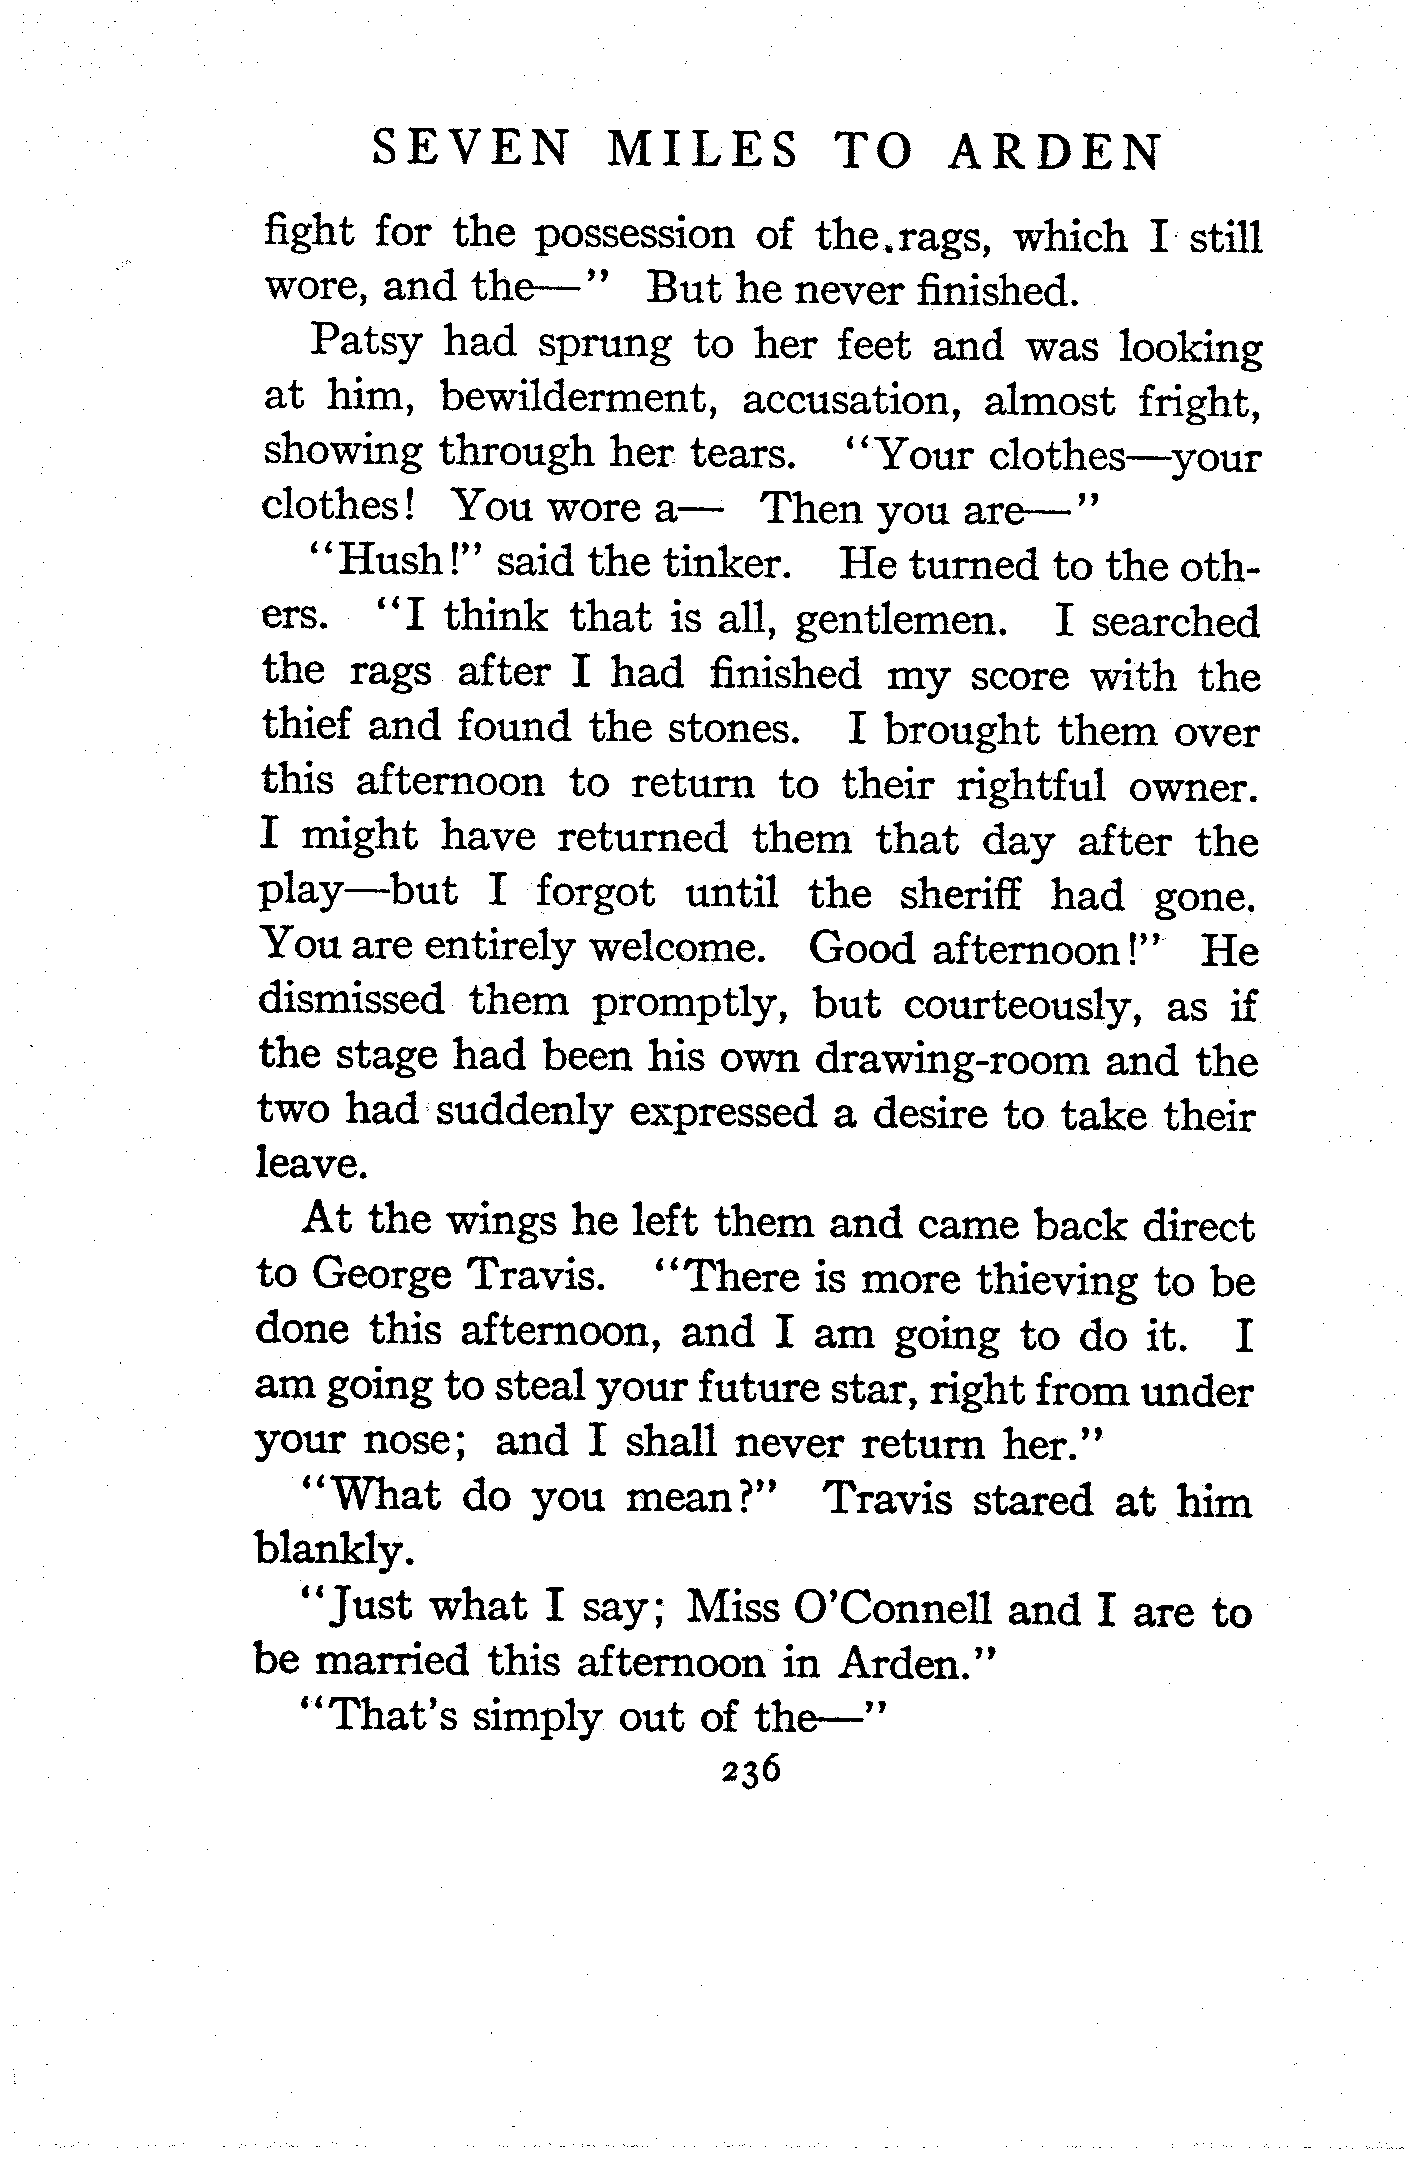 SEVEN MILES TO ARDEN
fight for the rags, which I still
wore, and the—” But he never finished.
Patsy had sprung to her feet and was looking
at him, bewilderment, accusation, almost fright,
showing through her tears. “Your clothes—your
clothes! You wore a— Then you are—”
“Hush!” said the tinker. He turned to the oth-
ers. “I think that is all, gentlemen. I searched
the rags after I had finished my score with the
thief and found the stones. I brought them over
this afternoon to return to their rightful owner.
I might have returned them that day after the
play—but I forgot until the sheriff had gone.
You are entirely welcome. Good afternoon!” He
dismissed them promptly, but courteously, as if
the stage had been his own drawing-room and the
two had suddenly expressed a desire to take their
leave.
At the wings he left them and came back direct
to George Travis. “There is more thieving to be
done this afternoon, and I am going to do it. I
am going to steal your future star, right from under
your nose; and I shall never return her.”
“What do you mean?” Travis stared at him
blankly.
“Just what I say; Miss O’Connell and I are to
be married this afternoon in Arden.”
“That’s simply out of the—”
236